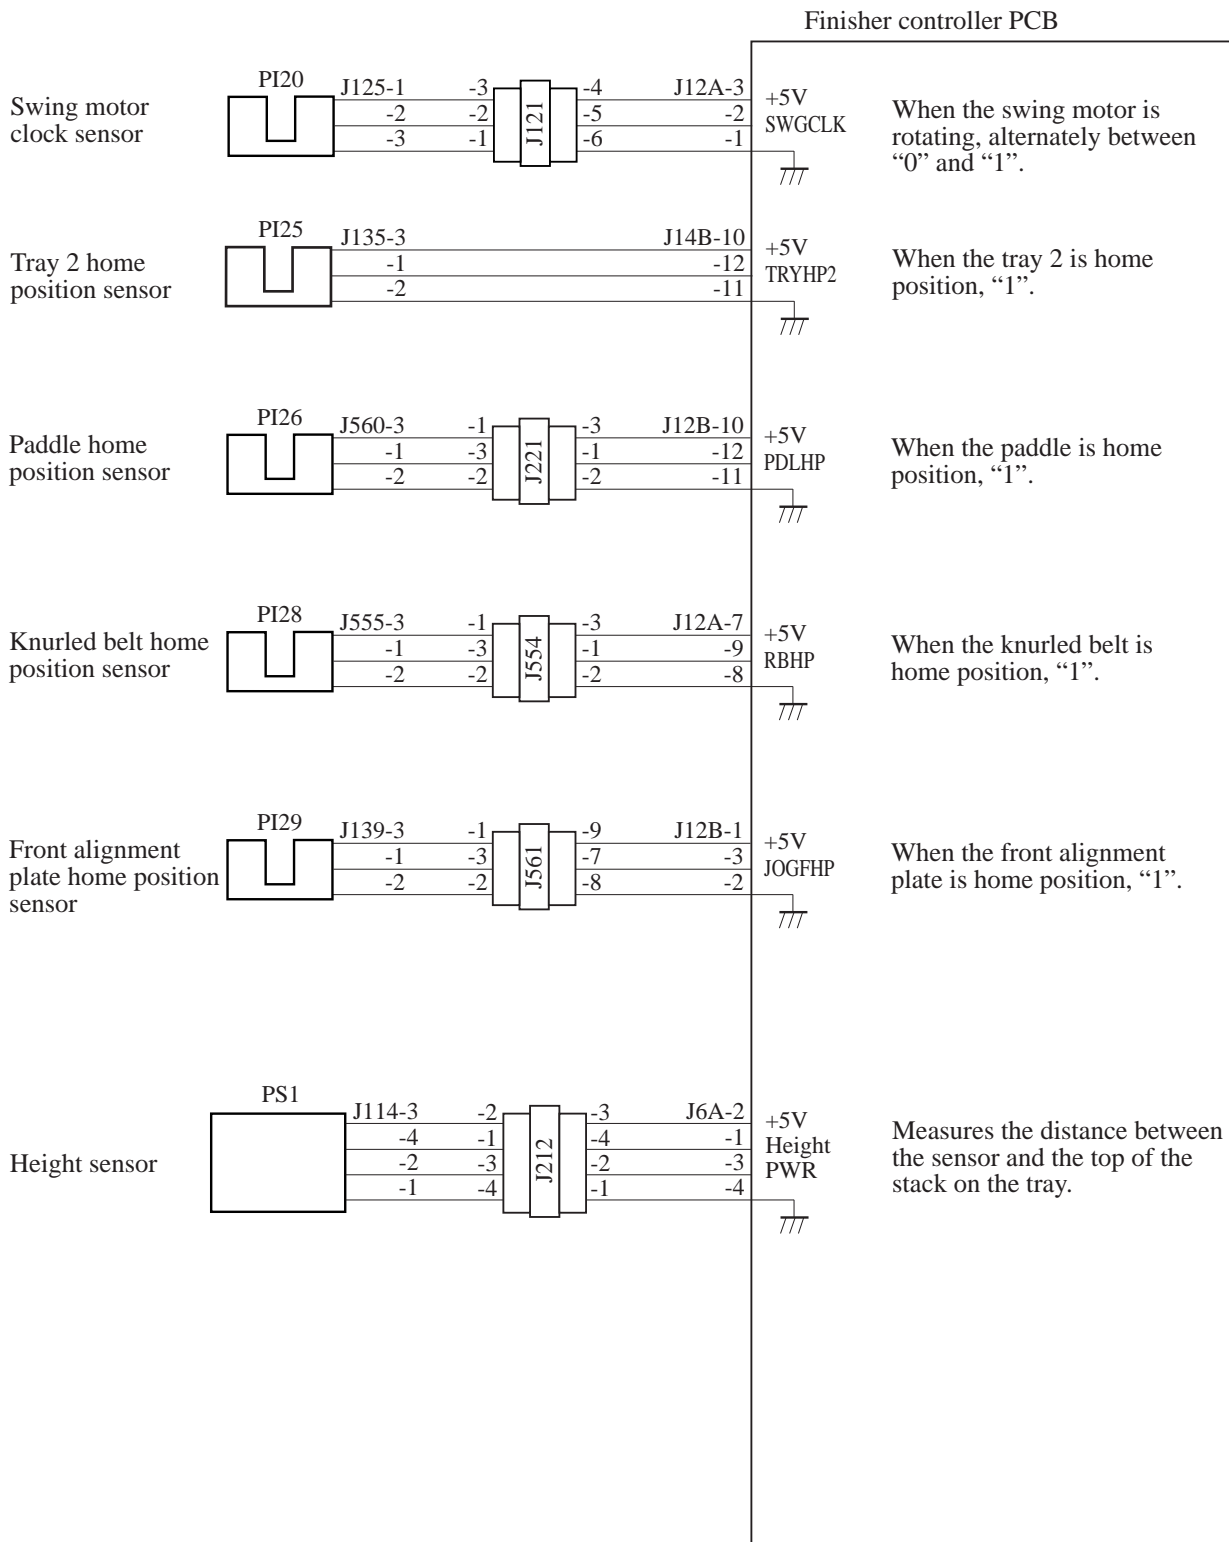 Finisher controller PCB
PI20
Swing motor
clock sensor
J125-1 -3 -4 J12A-3 +5V
-2 -2 -5 -2 SWGCLK
-3 -1 -6 -1
J121
When the swing motor is
rotating, alternately between
“0” and “1”.
PI25
Tray 2 home
position sensor
J135-3 J14B-10 +5V
-1 -12 TRYHP2
-2 -11
When the tray 2 is home
position, “1”.
PI26
Paddle home
position sensor
J560-3 -1 -3 J12B-10 +5V
-1 -3 -1 -12 PDLHP
-2 -2 -2 -11
J221
When the paddle is home
position, “1”.
PI28
Knurled belt home
position sensor
J555-3 -1 -3 J12A-7 +5V
-1 -3 -1 -9 RBHP
-2 -2 -2 -8
J554
When the knurled belt is
home position, “1”.
PI29
Front alignment
plate home position
sensor
J139-3 -1 -9 J12B-1 +5V
-1 -3 -7 -3 JOGFHP
-2 -2 -8 -2
J561
When the front alignment
plate is home position, “1”.
PS1
Height sensor
J114-3 -2 -3 J6A-2 +5V
-4 -1 -4 -1 Height
-2 -3 -2 -3 PWR
-1 -4 -1 -4
J212
Measures the distance between
the sensor and the top of the
stack on the tray.